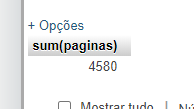 + Opções
sum(paginas)
4580
Mostrar tudo